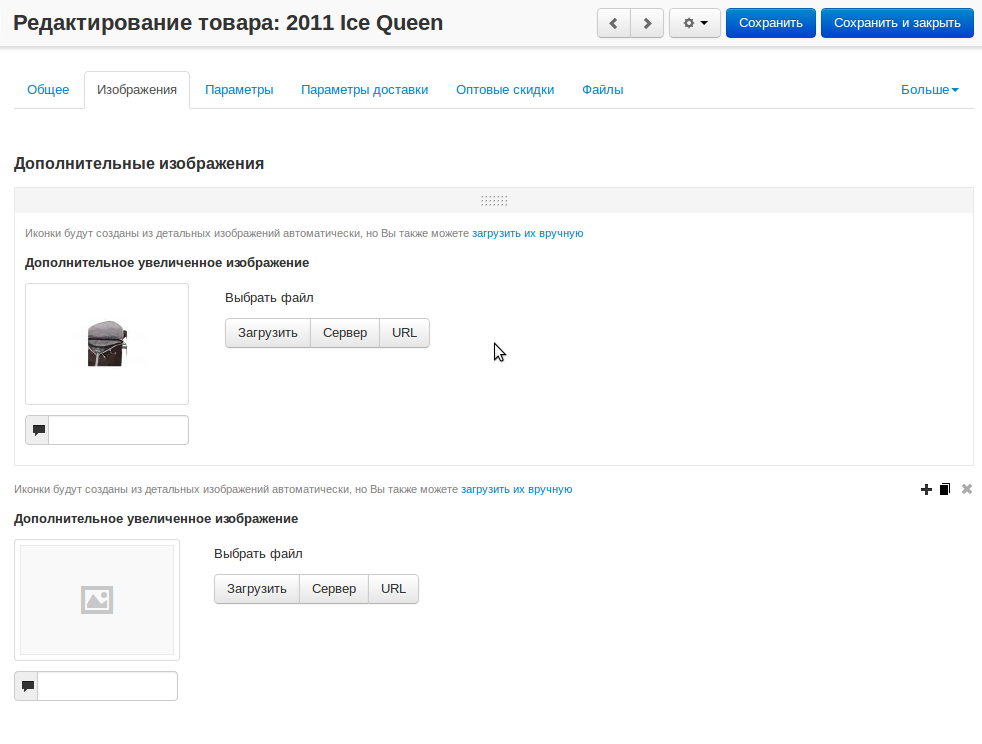 Редактирование товара: 2011 Ice Queen
Сохранить
Сохранить и закрыть
Общее
Изображения
Параметры
Параметры доставки
Оптовые скидки
Файлы
Больше
Дополнительные изображения
Иконки будут созданы из детальных изображений автоматически, но Вы также можете загрузить их вручную
Дополнительное увеличенное изображение
Выбрать файл
Загрузить
Сервер
URL
Иконки будут созданы из детальных изображений автоматически, но Вы также можете загрузить их вручную
Дополнительное увеличенное изображение
Выбрать файл
Загрузить
Сервер
URL